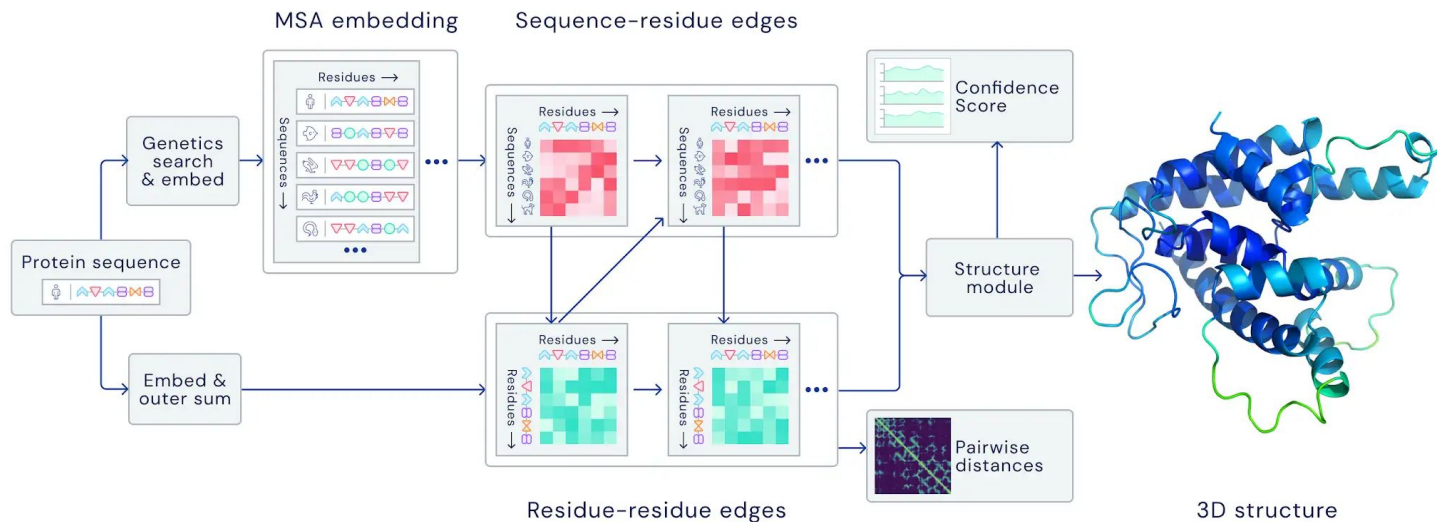 MSA embedding
Sequence-residue edges
Residues →
Sequences →
•••
•••
Genetics
search
& embed
Protein sequence
Embed &
outer sum
Residues →
Sequences →
Residues →
Sequences →
•••
Residues →
Residues →
Residues →
Residues →
•••
Residue-residue edges
Confidence
Score
Structure
module
Pairwise
distances
3D structure